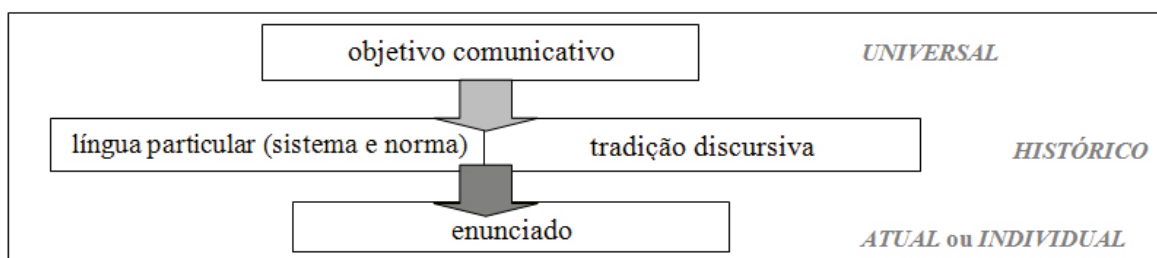 objetivo comunicativo
UNIVERSAL
língua particular (sistema e norma)
tradição discursiva
HISTÓRICO
enunciado
ATUAL ou INDIVIDUAL